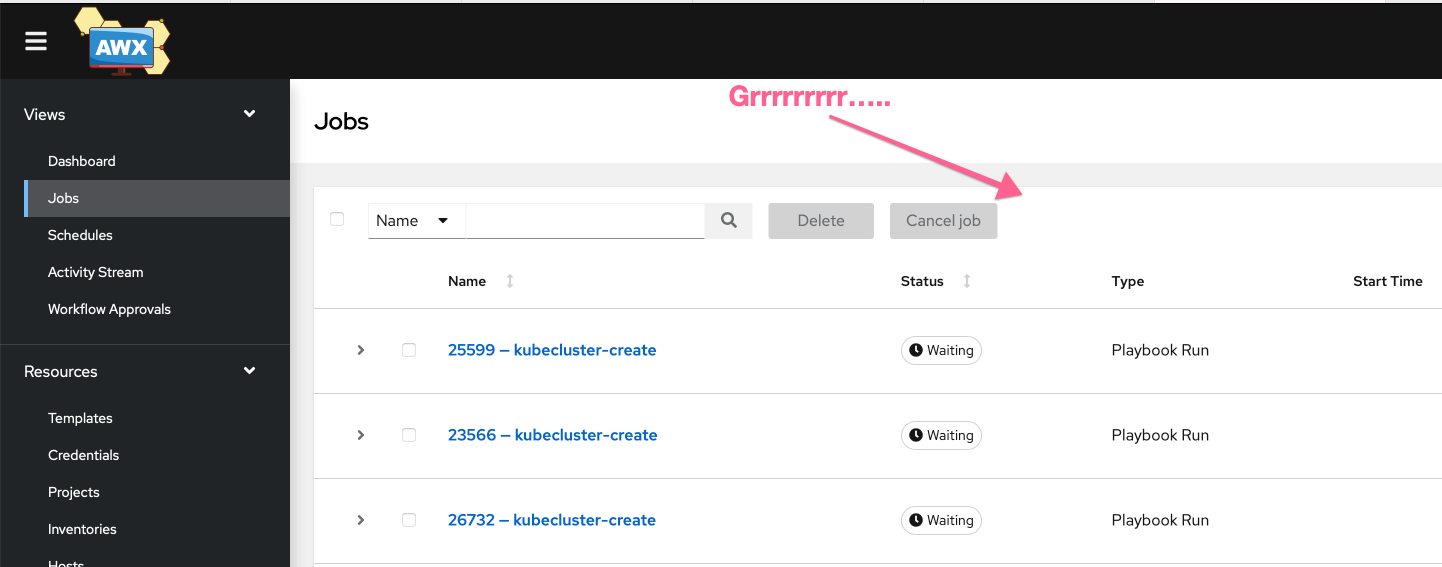 AWX
Grrrrrrrrr.....
Views
Jobs
Dashboard
Jobs
Schedules
Activity Stream
Workflow Approvals
Name Delete Cancel job
Name Status Type Start Time
25599 – kubecluster-create Waiting Playbook Run
23566 – kubecluster-create Waiting Playbook Run
26732 – kubecluster-create Waiting Playbook Run
Resources
Templates
Credentials
Projects
Inventories
Hosts